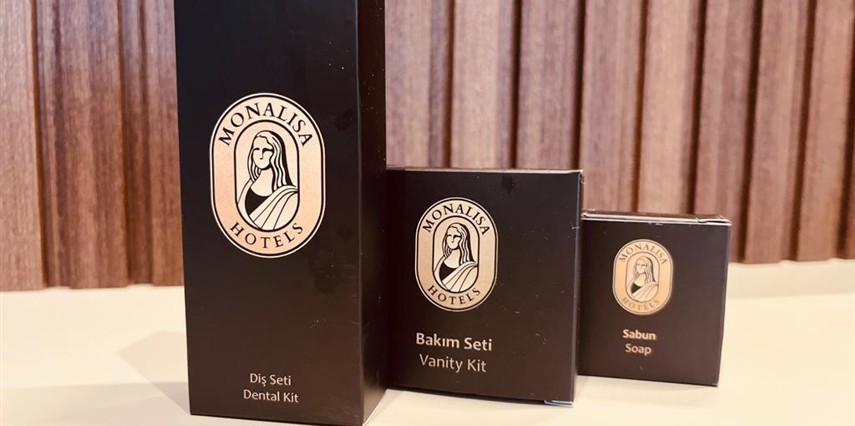 MONALISA
HOTELS
Diş Seti
Dental Kit
MONALISA
HOTELS
Bakım Seti
Vanity Kit
MONALISA
HOTELS
Sabun
Soap